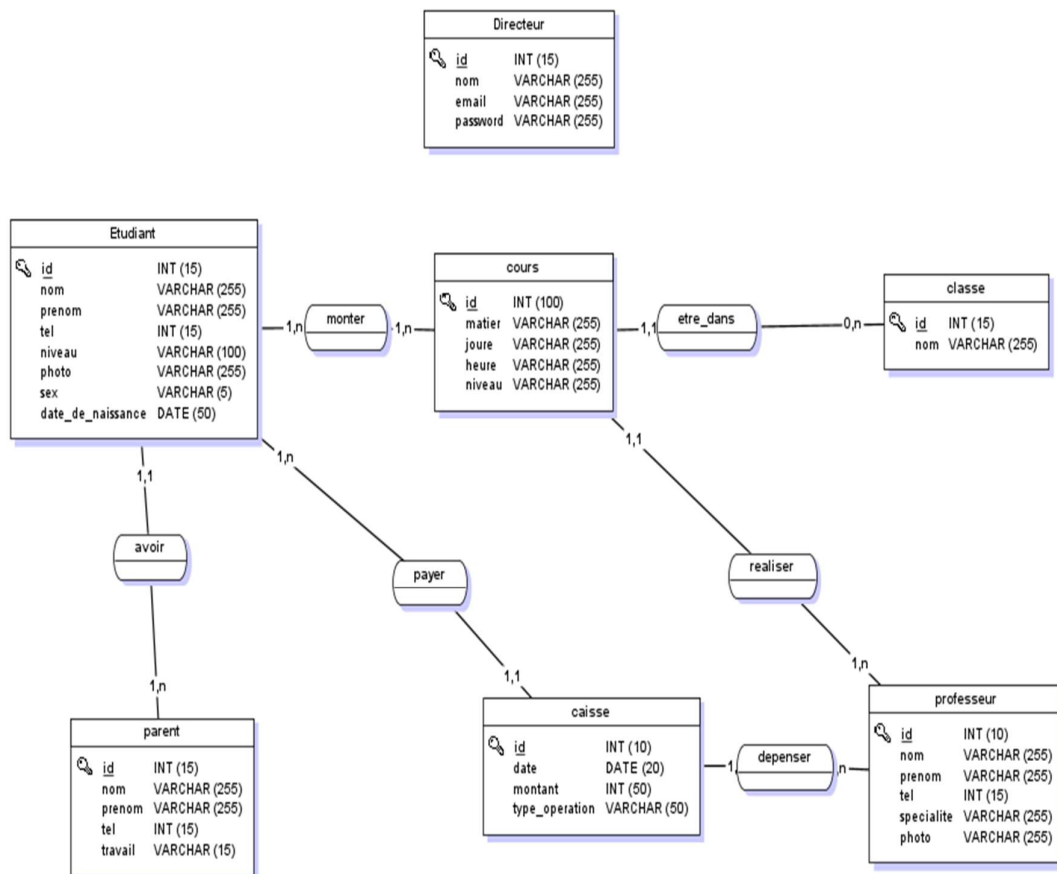 Directeur
id INT (15)
nom VARCHAR (255)
email VARCHAR (255)
password VARCHAR (255)
Etudiant
id INT (15)
nom VARCHAR (255)
prenom VARCHAR (255)
tel INT (15)
niveau VARCHAR (100)
photo VARCHAR (255)
sex VARCHAR (5)
date_de_naissance DATE (50)
1,n
monter
1,n
cours
id INT (100)
matier VARCHAR (255)
joure VARCHAR (255)
heure VARCHAR (255)
niveau VARCHAR (255)
1,1
etre_dans
0,n
classe
id INT (15)
nom VARCHAR (255)
1,1
avoir
1,n
1,n
payer
1,1
1,1
realiser
1,n
parent
id INT (15)
nom VARCHAR (255)
prenom VARCHAR (255)
tel INT (15)
travail VARCHAR (15)
caisse
id INT (10)
date DATE (20)
montant INT (50)
type_operation VARCHAR (50)
1,
depenser
,n
professeur
id INT (10)
nom VARCHAR (255)
prenom VARCHAR (255)
tel INT (15)
specialite VARCHAR (255)
photo VARCHAR (255)